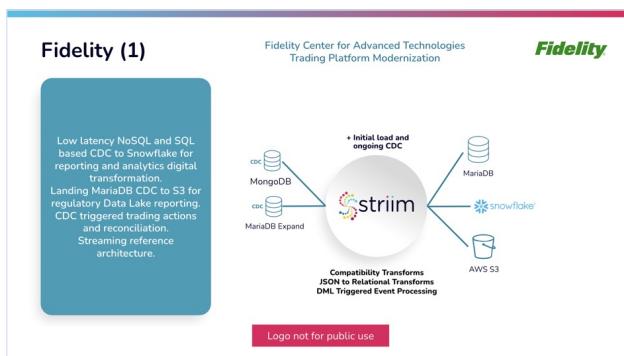 Fidelity (1)
Fidelity Center for Advanced Technologies
Trading Platform Modernization
Fidelity
Low latency NoSQL and SQL
based CDC to Snowflake for
reporting and analytics digital
transformation.
Landing MariaDB CDC to S3 for
regulatory Data Lake reporting.
CDC triggered trading actions
and reconciliation.
Streaming reference
architecture.
+ Initial load and
ongoing CDC
CDC
MongoDB
CDC
MariaDB Expand
striim
MariaDB
snowflake
AWS S3
Compatibility Transforms
JSON to Relational Transforms
DML Triggered Event Processing
Logo not for public use